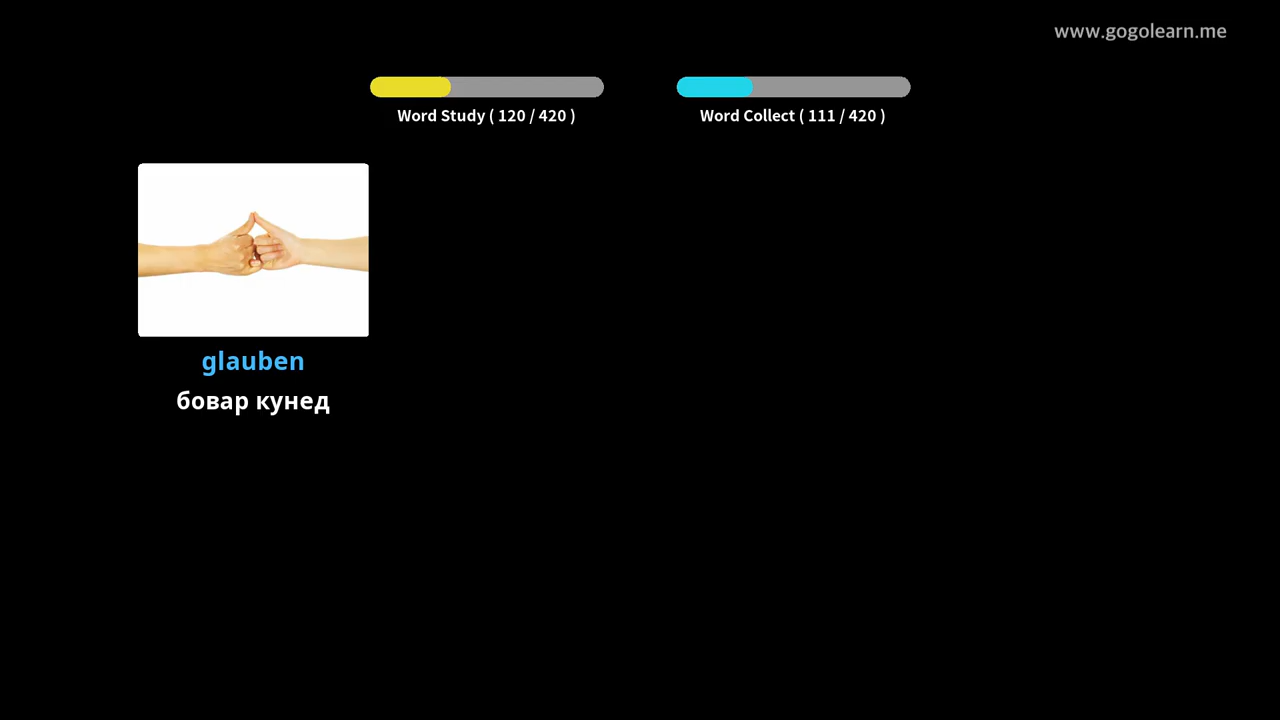 www.gogolearn.me
Word Study ( 120 / 420 )
Word Collect ( 111 / 420 )
glauben
бовар кунед